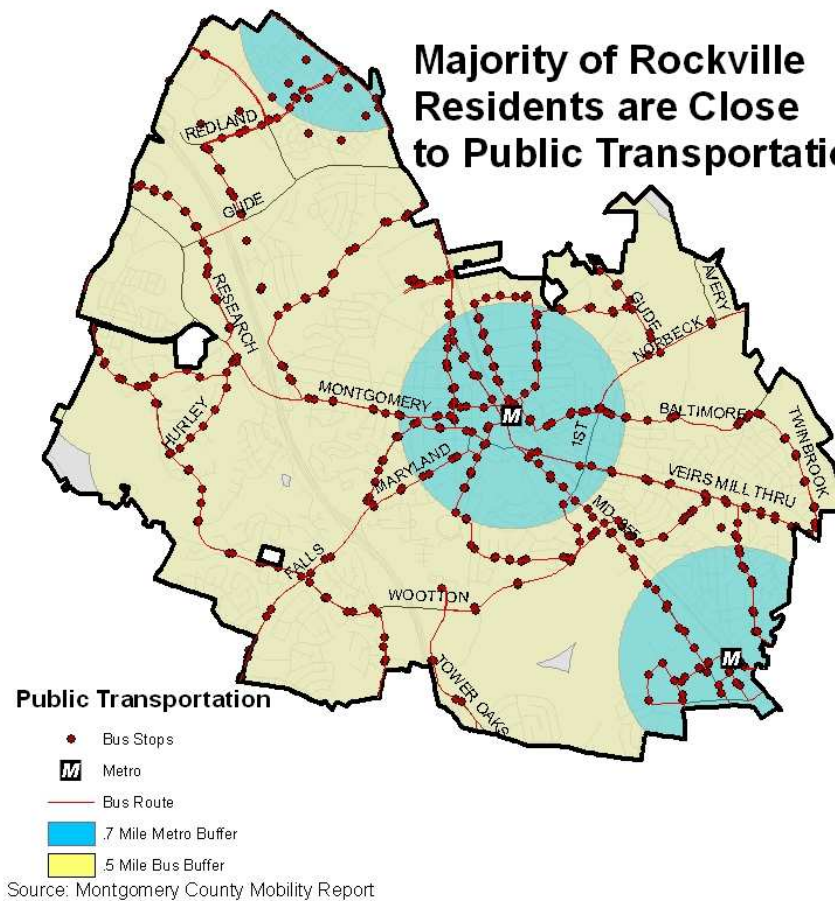 Majority of Rockville
Residents are Close
to Public Transportatio
REDLAND
GUDE
RESEARCH
AVERY
GUDE
NORBECK
MONTGOMERY
M
1ST
BALTIMORE
TWINBROOK
HURLEY
MARYLAND
VEIRS MILL THRU
MD 355
FALLS
WOOTTON
M
TOWER OAKS
Public Transportation
Bus Stops
M Metro
Bus Route
.7 Mile Metro Buffer
.5 Mile Bus Buffer
Source: Montgomery County Mobility Report